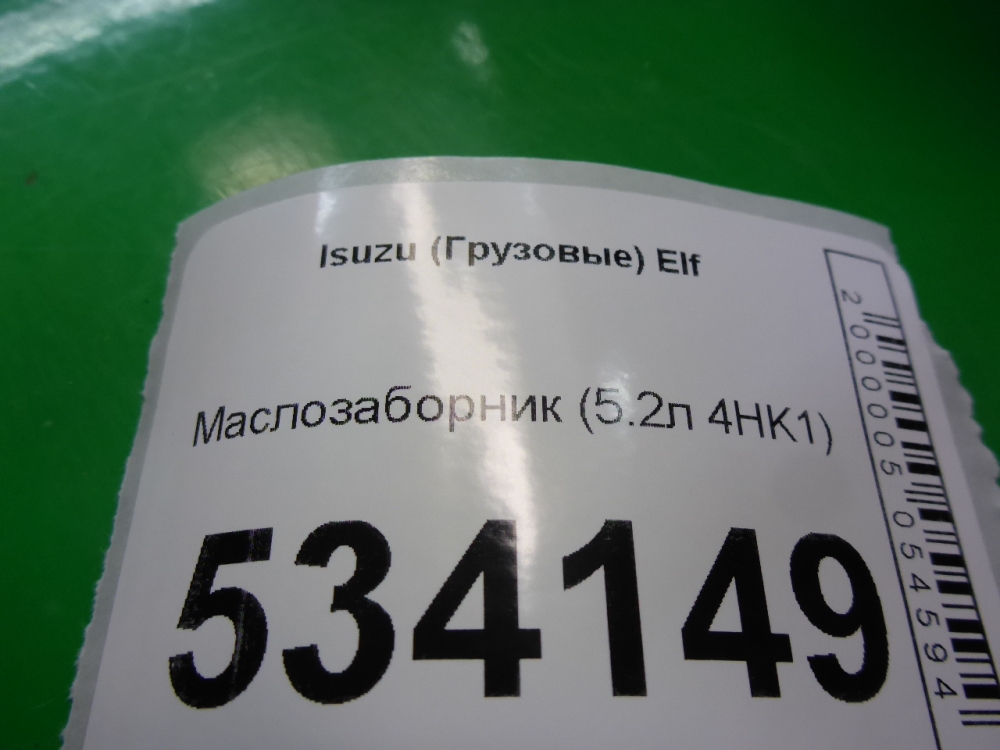 Isuzu (Грузовые) Elf
Маслозаборник (5.2л 4HK1)
534149
2000005054594